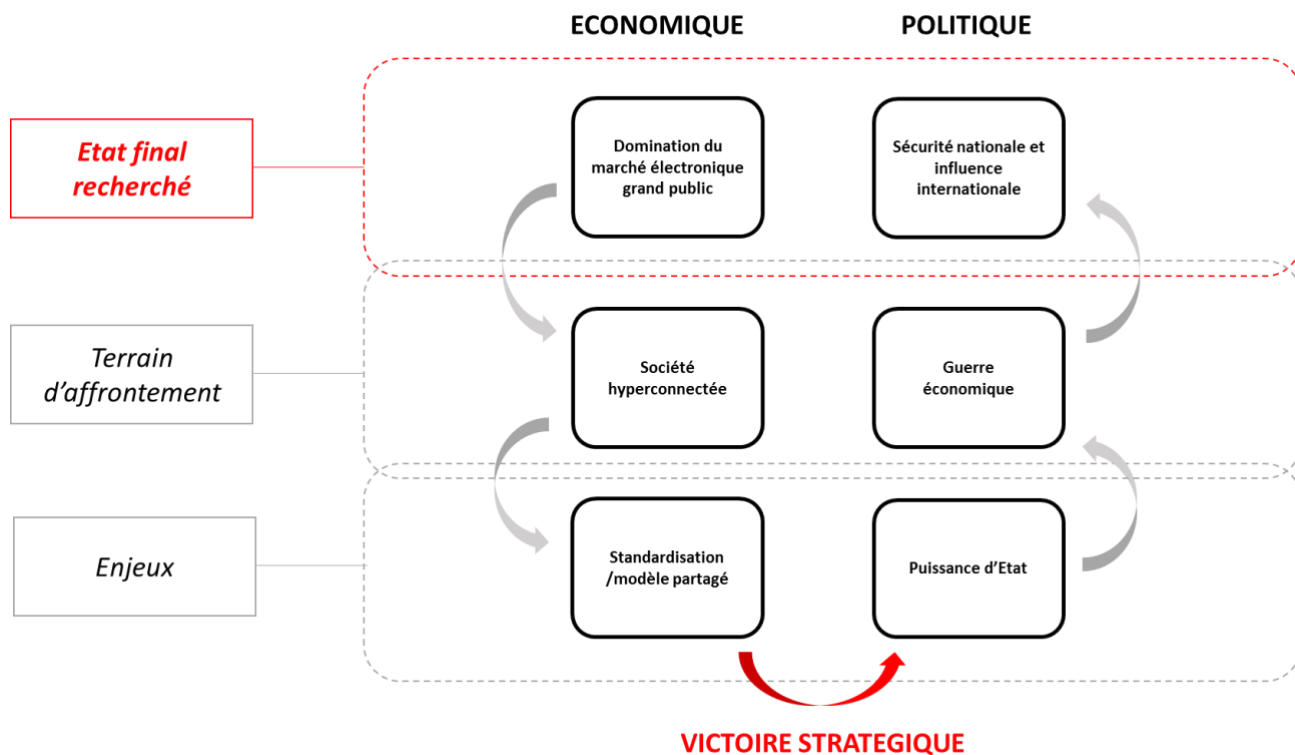 ECONOMIQUE
POLITIQUE
Etat final
recherché
Domination du
marché électronique
grand public
Sécurité nationale et
influence
internationale
Terrain
d’affrontement
Société
hyperconnectée
Guerre
économique
Enjeux
Standardisation
/modèle partagé
Puissance d’Etat
VICTOIRE STRATEGIQUE